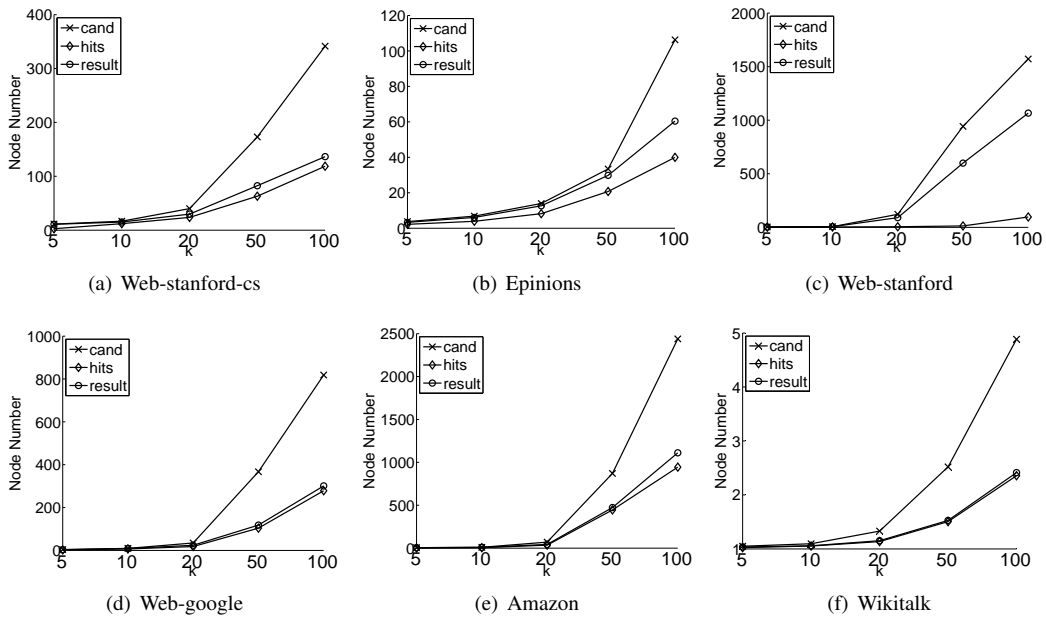 400
300
200
100
0
Node Number
cand
hits
result
5 10 20 50 100
k
(a) Web-stanford-cs
120
100
80
60
40
20
0
Node Number
cand
hits
result
5 10 20 50 100
k
(b) Epinions
2000
1500
1000
500
0
Node Number
cand
hits
result
5 10 20 50 100
k
(c) Web-stanford
1000
800
600
400
200
0
Node Number
cand
hits
result
5 10 20 50 100
k
(d) Web-google
2500
2000
1500
1000
500
0
Node Number
cand
hits
result
5 10 20 50 100
k
(e) Amazon
5
4
3
2
1
Node Number
cand
hits
result
5 10 20 50 100
k
(f) Wikitalk